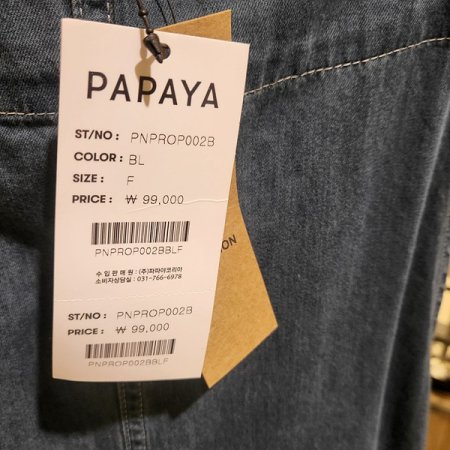 PAPAYA
ST/NO : PNPROP002B
COLOR : BL
SIZE : F
PRICE : ₩ 99,000
PNPROP002BBLF
수 입 판 매 원 : (주)파파야코리아
소비자상담실 : 031-766-6978
ST/NO : PNPROP002B
PRICE : ₩ 99,000
PNPROP002BBLF
ON